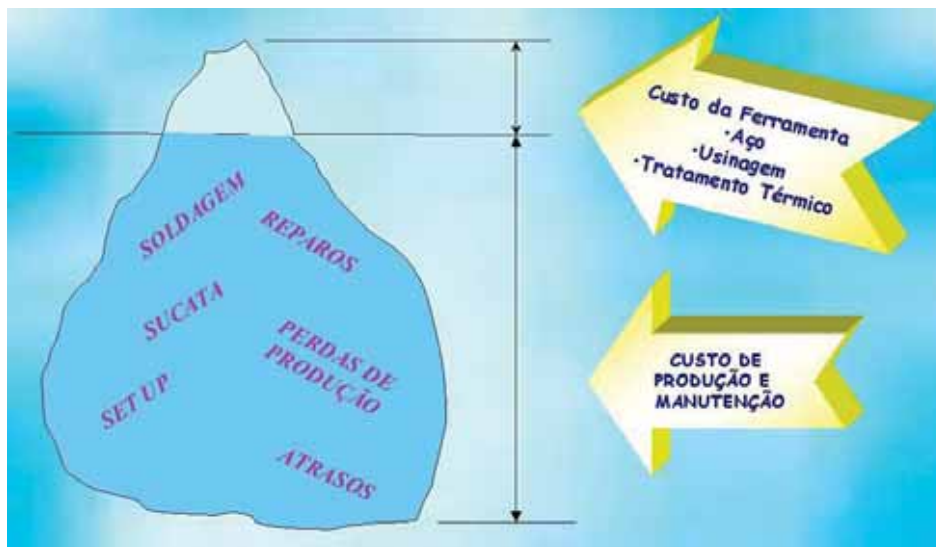 SOLDAGEM
REPAROS
SUCATA
PERDAS DE
PRODUÇÃO
SET UP
ATRASOS
Custo da Ferramenta
•Aço
•Usinagem
•Tratamento Térmico
CUSTO DE
PRODUÇÃO E
MANUTENÇÃO